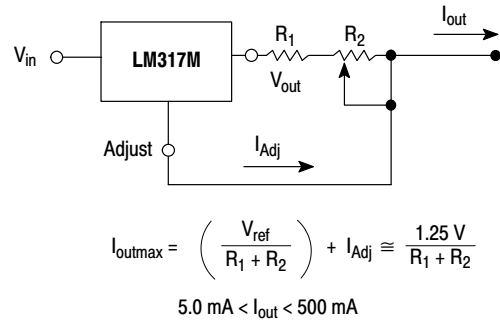 I_out
R_1
R_2
V_in
LM317M
V_out
Adjust
I_Adj
I_outmax = ( V_ref / R_1 + R_2 ) + I_Adj ≅ 1.25 V / R_1 + R_2
5.0 mA < I_out < 500 mA